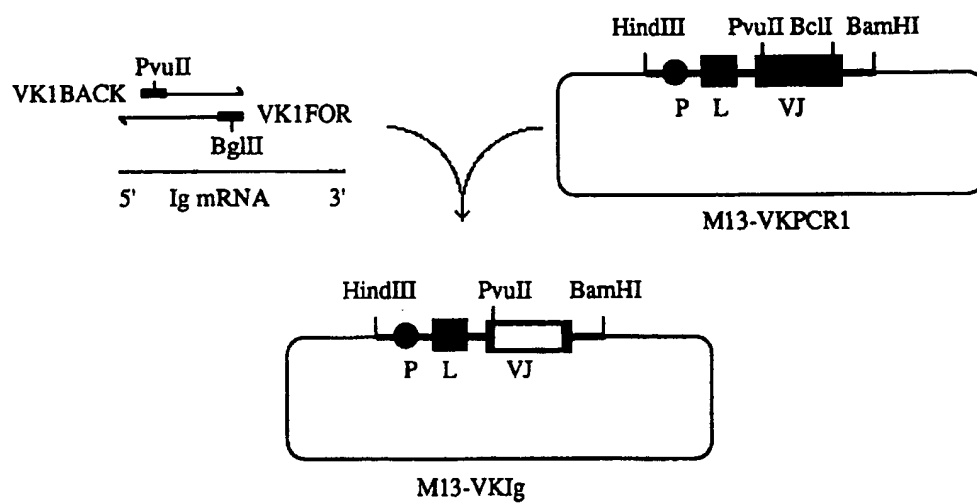 PvuII
VK1BACK
VK1FOR
BglII
5' Ig mRNA 3'
HindIII PvuII BclI BamHI
P L VJ
M13-VKPCR1
HindIII PvuII BamHI
P L VJ
M13-VKIg